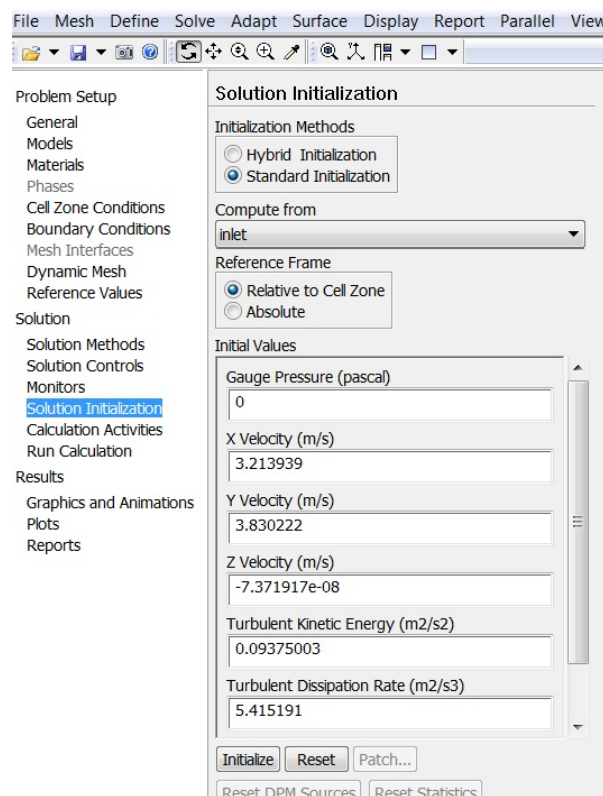 File Mesh Define Solve Adapt Surface Display Report Parallel View
Problem Setup
General
Models
Materials
Phases
Cell Zone Conditions
Boundary Conditions
Mesh Interfaces
Dynamic Mesh
Reference Values
Solution
Solution Methods
Solution Controls
Monitors
Solution Initialization
Calculation Activities
Run Calculation
Results
Graphics and Animations
Plots
Reports
Solution Initialization
Initialization Methods
Hybrid Initialization
Standard Initialization
Compute from
inlet
Reference Frame
Relative to Cell Zone
Absolute
Initial Values
Gauge Pressure (pascal)
0
X Velocity (m/s)
3.213939
Y Velocity (m/s)
3.830222
Z Velocity (m/s)
-7.371917e-08
Turbulent Kinetic Energy (m2/s2)
0.09375003
Turbulent Dissipation Rate (m2/s3)
5.415191
Initialize Reset Patch...
Reset DPM Sources Reset Statistics